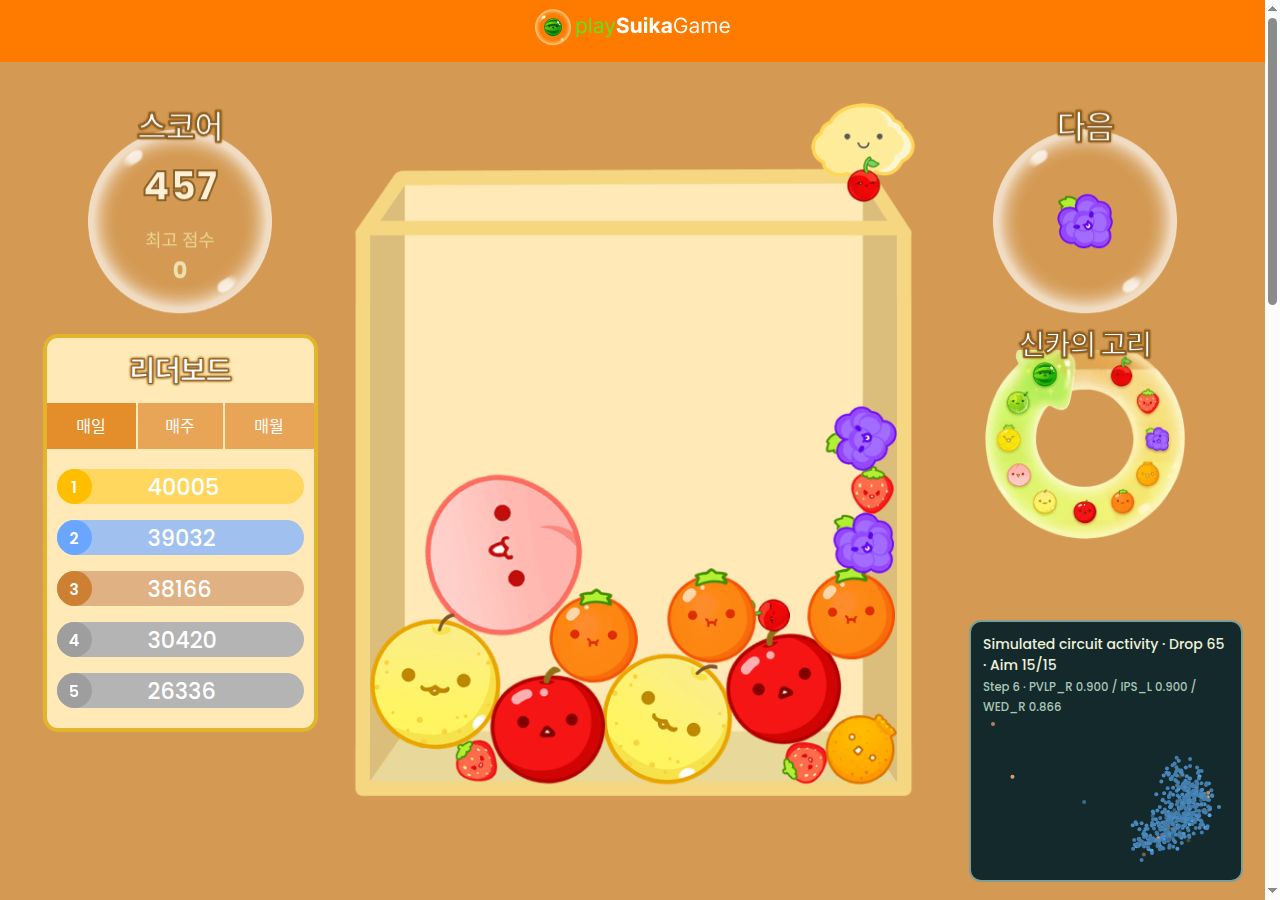 playSuikaGame
스코어
457
최고 점수
0
다음
신카의 고리
리더보드
매일
매주
매월
1 40005
2 39032
3 38166
4 30420
5 26336
Simulated circuit activity · Drop 65
· Aim 15/15
Step 6 · PVLP_R 0.900 / IPS_L 0.900 /
WED_R 0.866